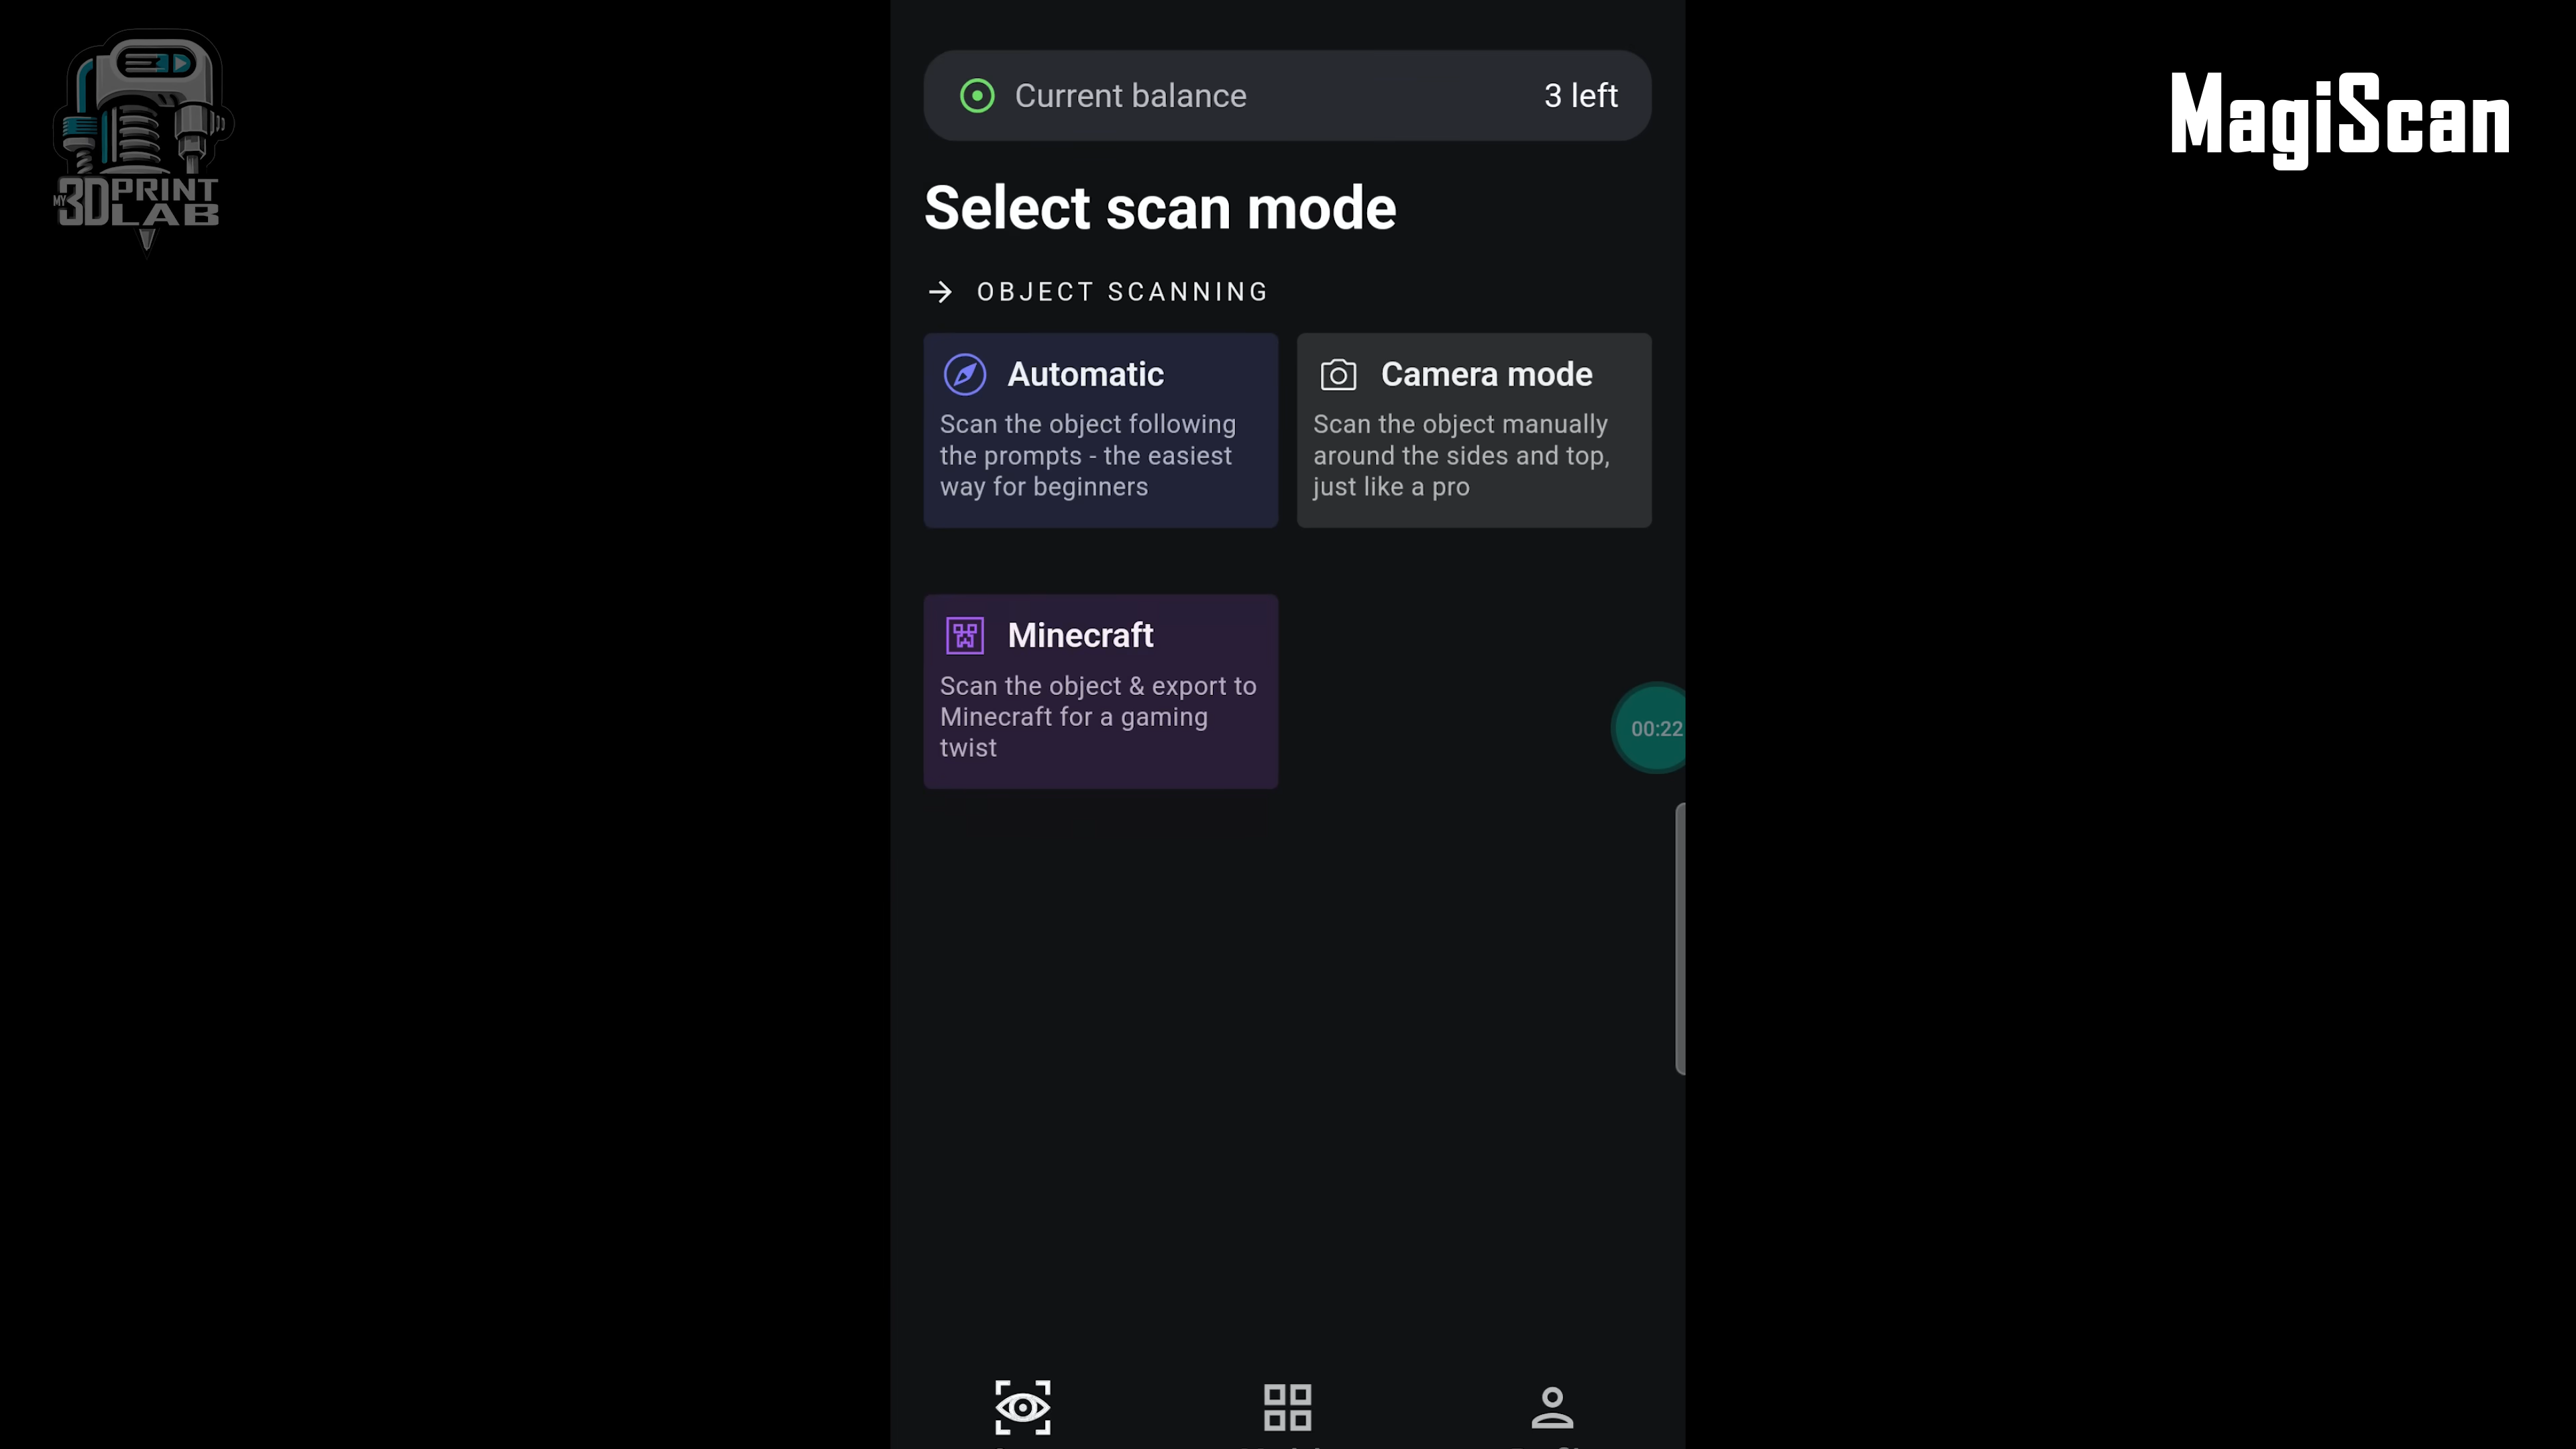 MY
3D PRINT
LAB
MagiScan
Current balance
3 left
Select scan mode
OBJECT SCANNING
Automatic
Scan the object following
the prompts - the easiest
way for beginners
Camera mode
Scan the object manually
around the sides and top,
just like a pro
Minecraft
Scan the object & export to
Minecraft for a gaming
twist
00:22